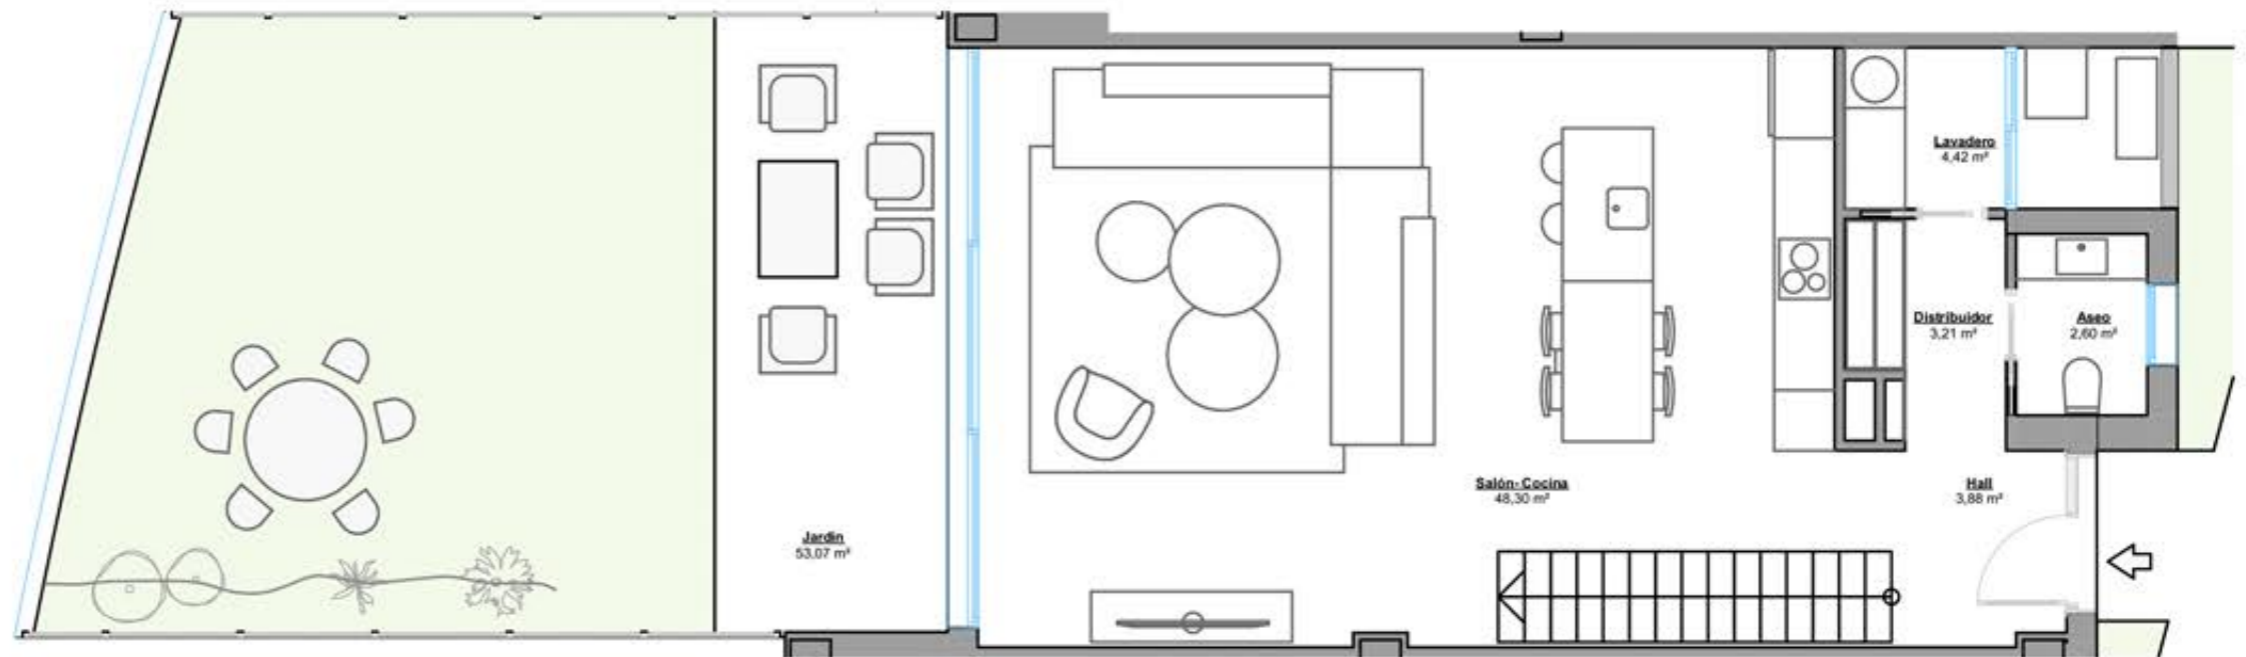 Lavadero
4,42 m²
Distribuidor
3,21 m²
Aseo
2,60 m²
Salón- Cocina
48,30 m²
Hall
3,88 m²
Jardín
53,07 m²